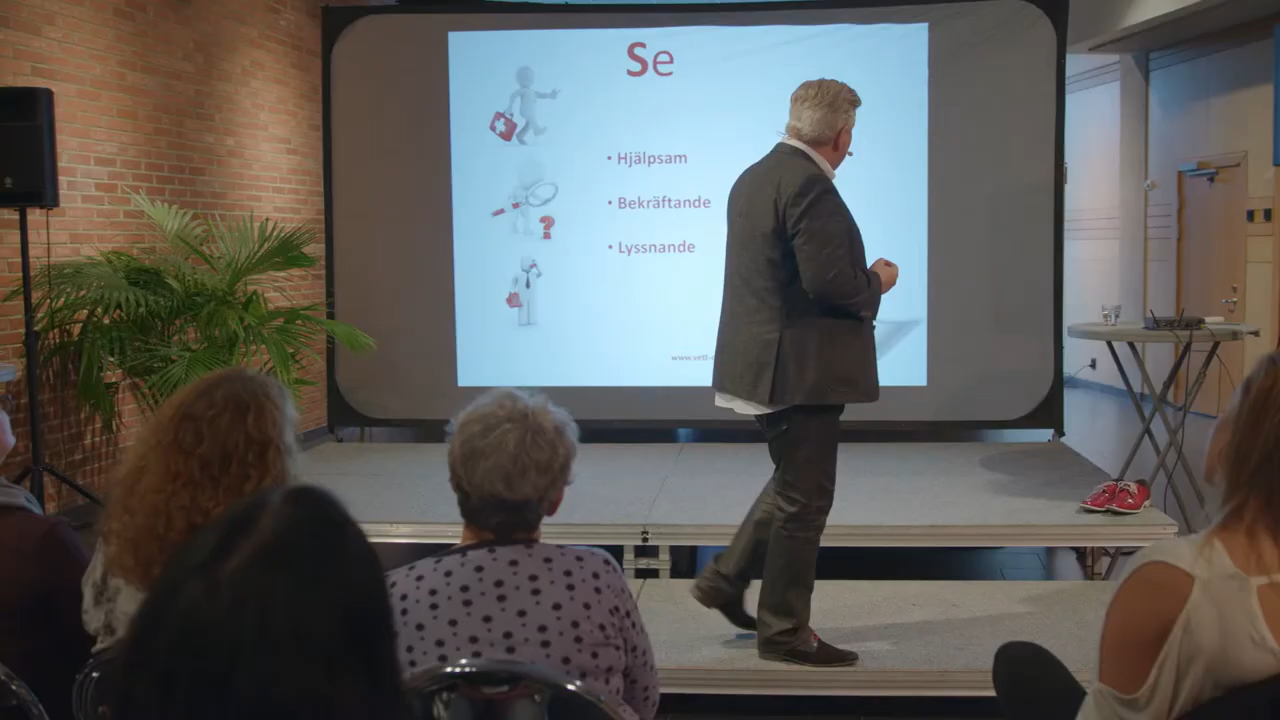 Se
• Hjälpsam
• Bekräftande
• Lyssnande